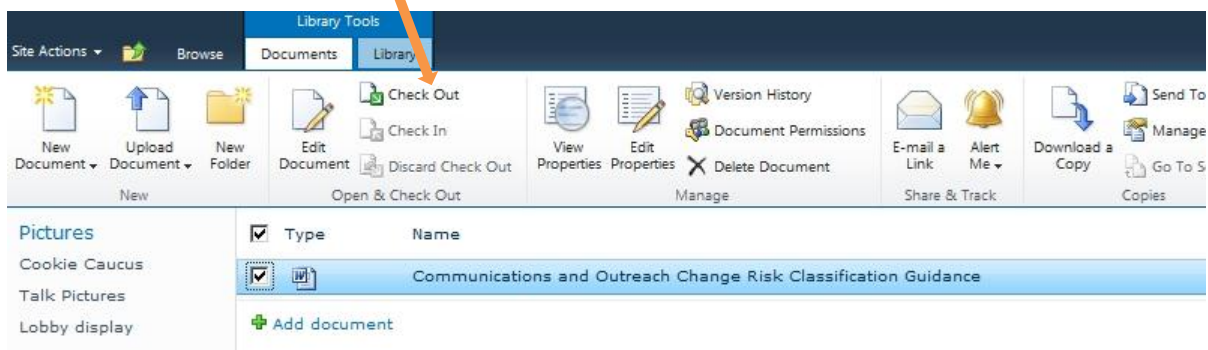 Library Tools
Site Actions Browse Documents Library
Check Out
Check In
Discard Check Out
New Document
Upload Document
New Folder
Edit Document
Open & Check Out
New
View Properties
Edit Properties
Version History
Document Permissions
Delete Document
Manage
E-mail a Link
Alert Me
Share & Track
Download a Copy
Send To
Manage
Go To S
Copies
Pictures
Cookie Caucus
Talk Pictures
Lobby display
Type Name
Communications and Outreach Change Risk Classification Guidance
Add document